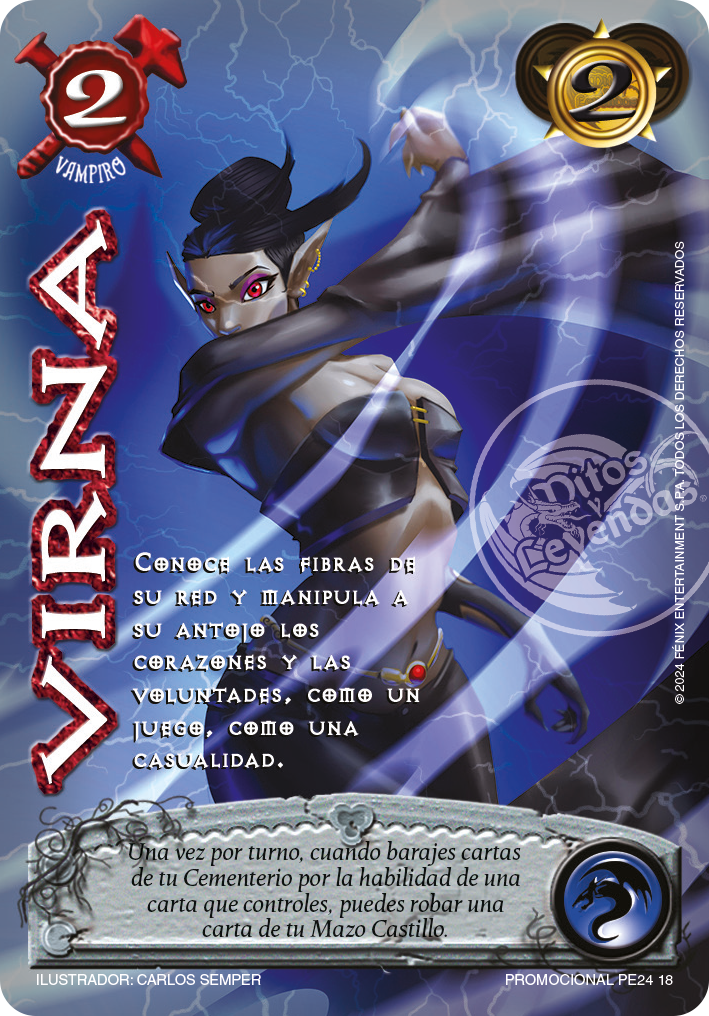 2
VAMPIRO
2
VIRNA
CONOCE LAS FIBRAS DE
SU RED Y MANIPULA A
SU ANTOJO LOS
CORAZONES Y LAS
VOLUNTADES, COMO UN
JUEGO, COMO UNA
CASUALIDAD.
Mitos
y
Leyendas®
© 2024 FÉNIX ENTERTAINMENT S.P.A. TODOS LOS DERECHOS RESERVADOS
Una vez por turno, cuando barajes cartas
de tu Cementerio por la habilidad de una
carta que controles, puedes robar una
carta de tu Mazo Castillo.
ILUSTRADOR: CARLOS SEMPER
PROMOCIONAL PE24 18